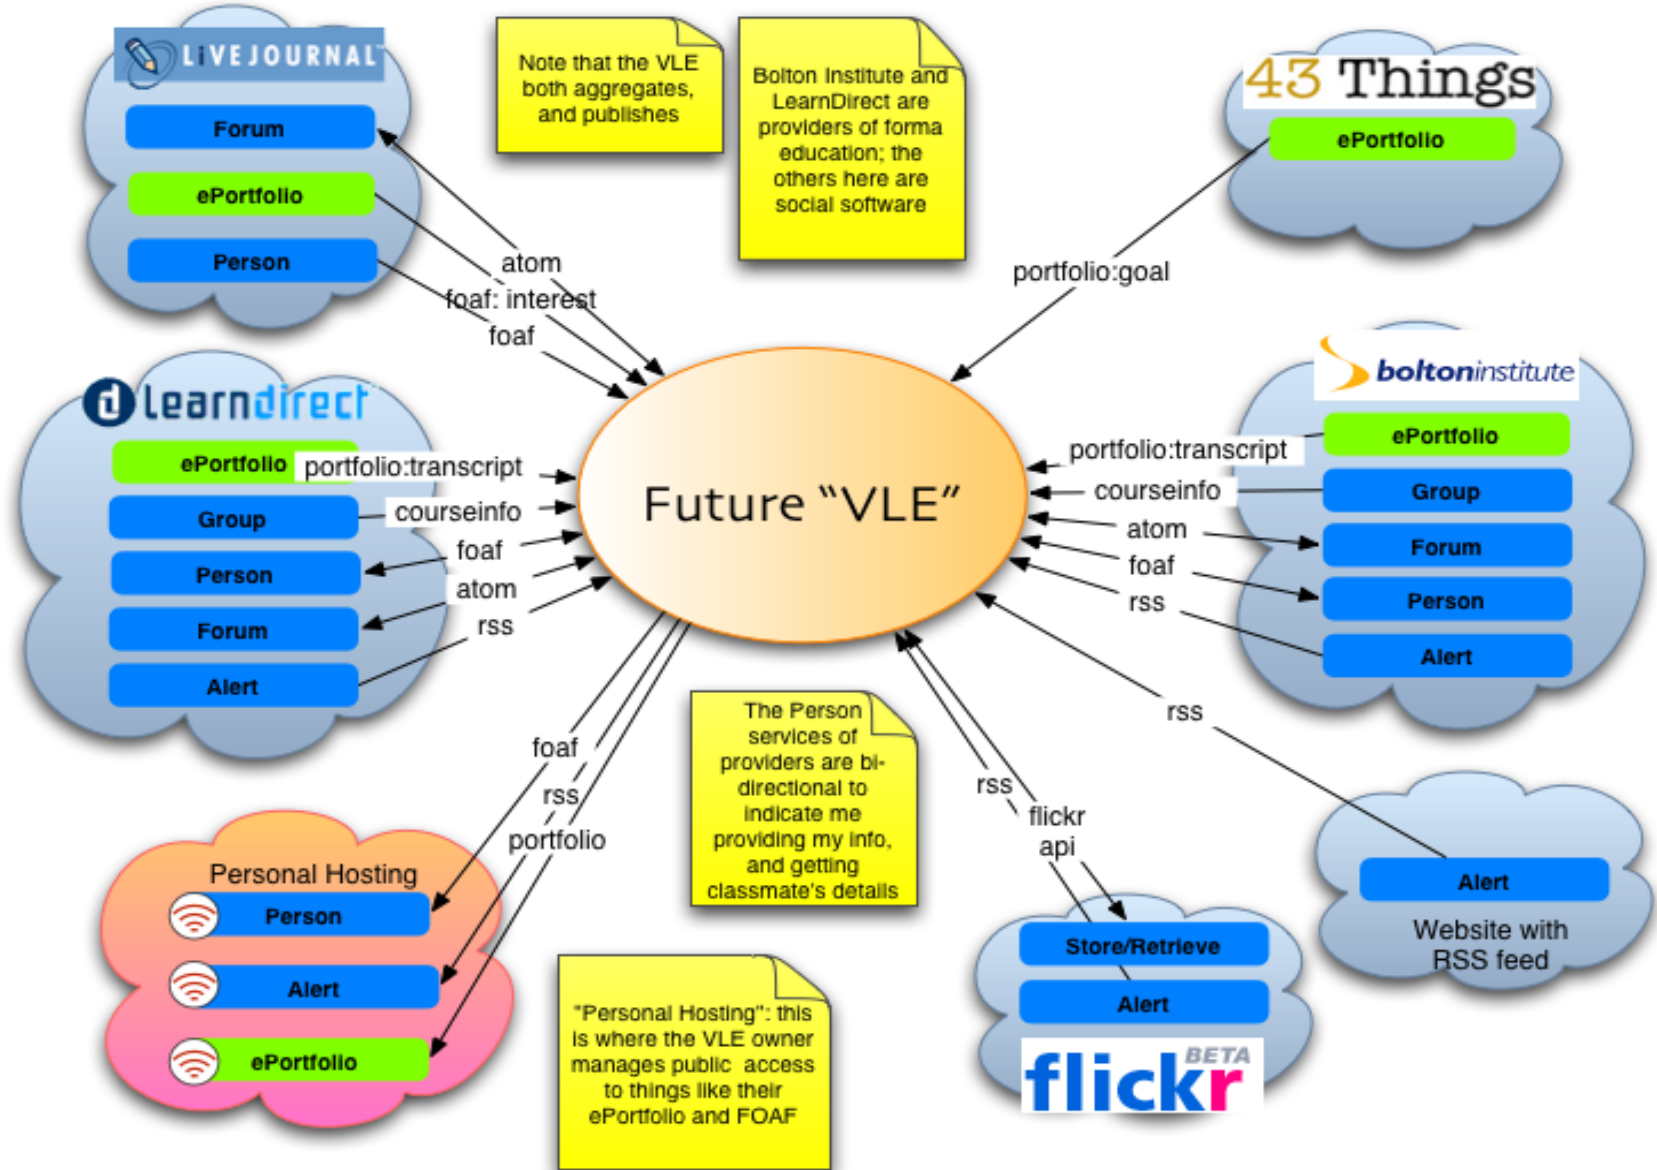 LiVEJOURNAL
Forum
ePortfolio
Person
Note that the VLE
both aggregates,
and publishes
Bolton Institute and
LearnDirect are
providers of forma
education; the
others here are
social software
43 Things
ePortfolio
atom
foaf: interest
foaf
portfolio:goal
learndirect
ePortfolio
Group
Person
Forum
Alert
portfolio:transcript
courseinfo
foaf
atom
rss
Future “VLE”
boltoninstitute
ePortfolio
Group
Forum
Person
Alert
portfolio:transcript
courseinfo
atom
foaf
rss
foaf
rss
portfolio
The Person
services of
providers are bi-
directional to
indicate me
providing my info,
and getting
classmate's details
rss
flickr
api
rss
Personal Hosting
Person
Alert
ePortfolio
"Personal Hosting": this
is where the VLE owner
manages public access
to things like their
ePortfolio and FOAF
Store/Retrieve
Alert
flickr BETA
Alert
Website with
RSS feed